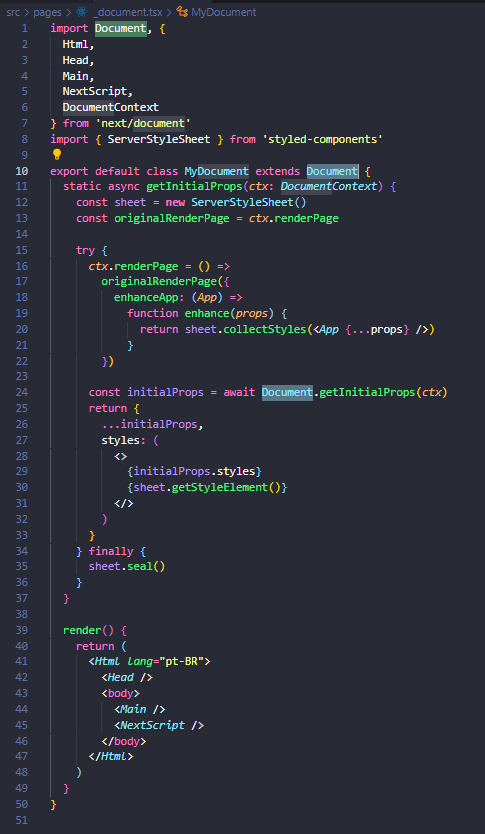 src > pages > _document.tsx > MyDocument
1 import Document, {
2 Html,
3 Head,
4 Main,
5 NextScript,
6 DocumentContext
7 } from 'next/document'
8 import { ServerStyleSheet } from 'styled-components'
9
10 export default class MyDocument extends Document {
11 static async getInitialProps(ctx: DocumentContext) {
12 const sheet = new ServerStyleSheet()
13 const originalRenderPage = ctx.renderPage
14
15 try {
16 ctx.renderPage = () =>
17 originalRenderPage({
18 enhanceApp: (App) =>
19 function enhance(props) {
20 return sheet.collectStyles(<App {...props} />)
21 }
22 })
23
24 const initialProps = await Document.getInitialProps(ctx)
25 return {
26 ...initialProps,
27 styles: (
28 <>
29 {initialProps.styles}
30 {sheet.getStyleElement()}
31 </>
32 )
33 }
34 } finally {
35 sheet.seal()
36 }
37 }
38
39 render() {
40 return (
41 <Html lang="pt-BR">
42 <Head />
43 <body>
44 <Main />
45 <NextScript />
46 </body>
47 </Html>
48 )
49 }
50 }
51